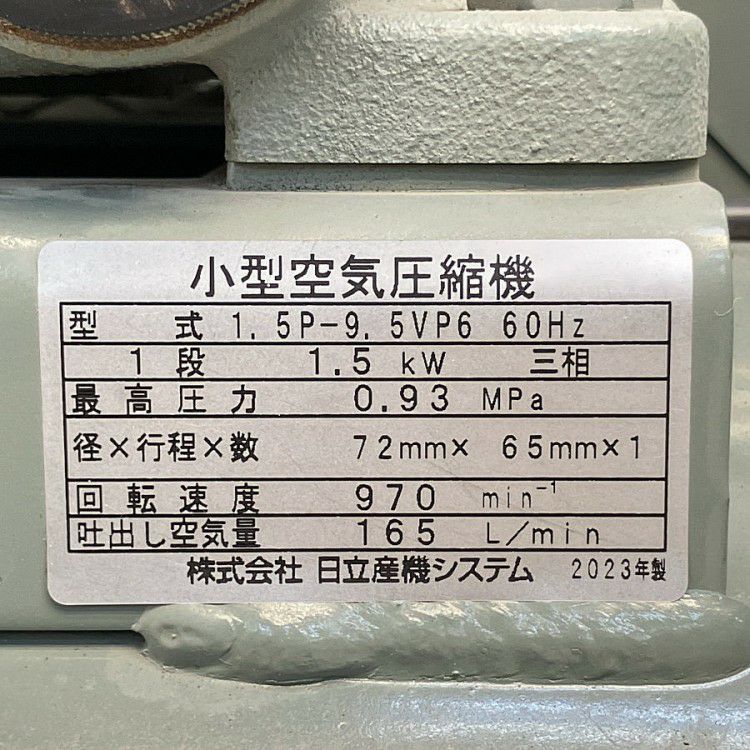 小型空気圧縮機
型 式 1.5P-9.5VP6 60Hz
1段 1.5 kW 三相
最高圧力 0.93 MPa
径×行程×数 72mm× 65mm×1
回転速度 970 min⁻¹
吐出し空気量 165 L/min
株式会社 日立産機システム 2023年製